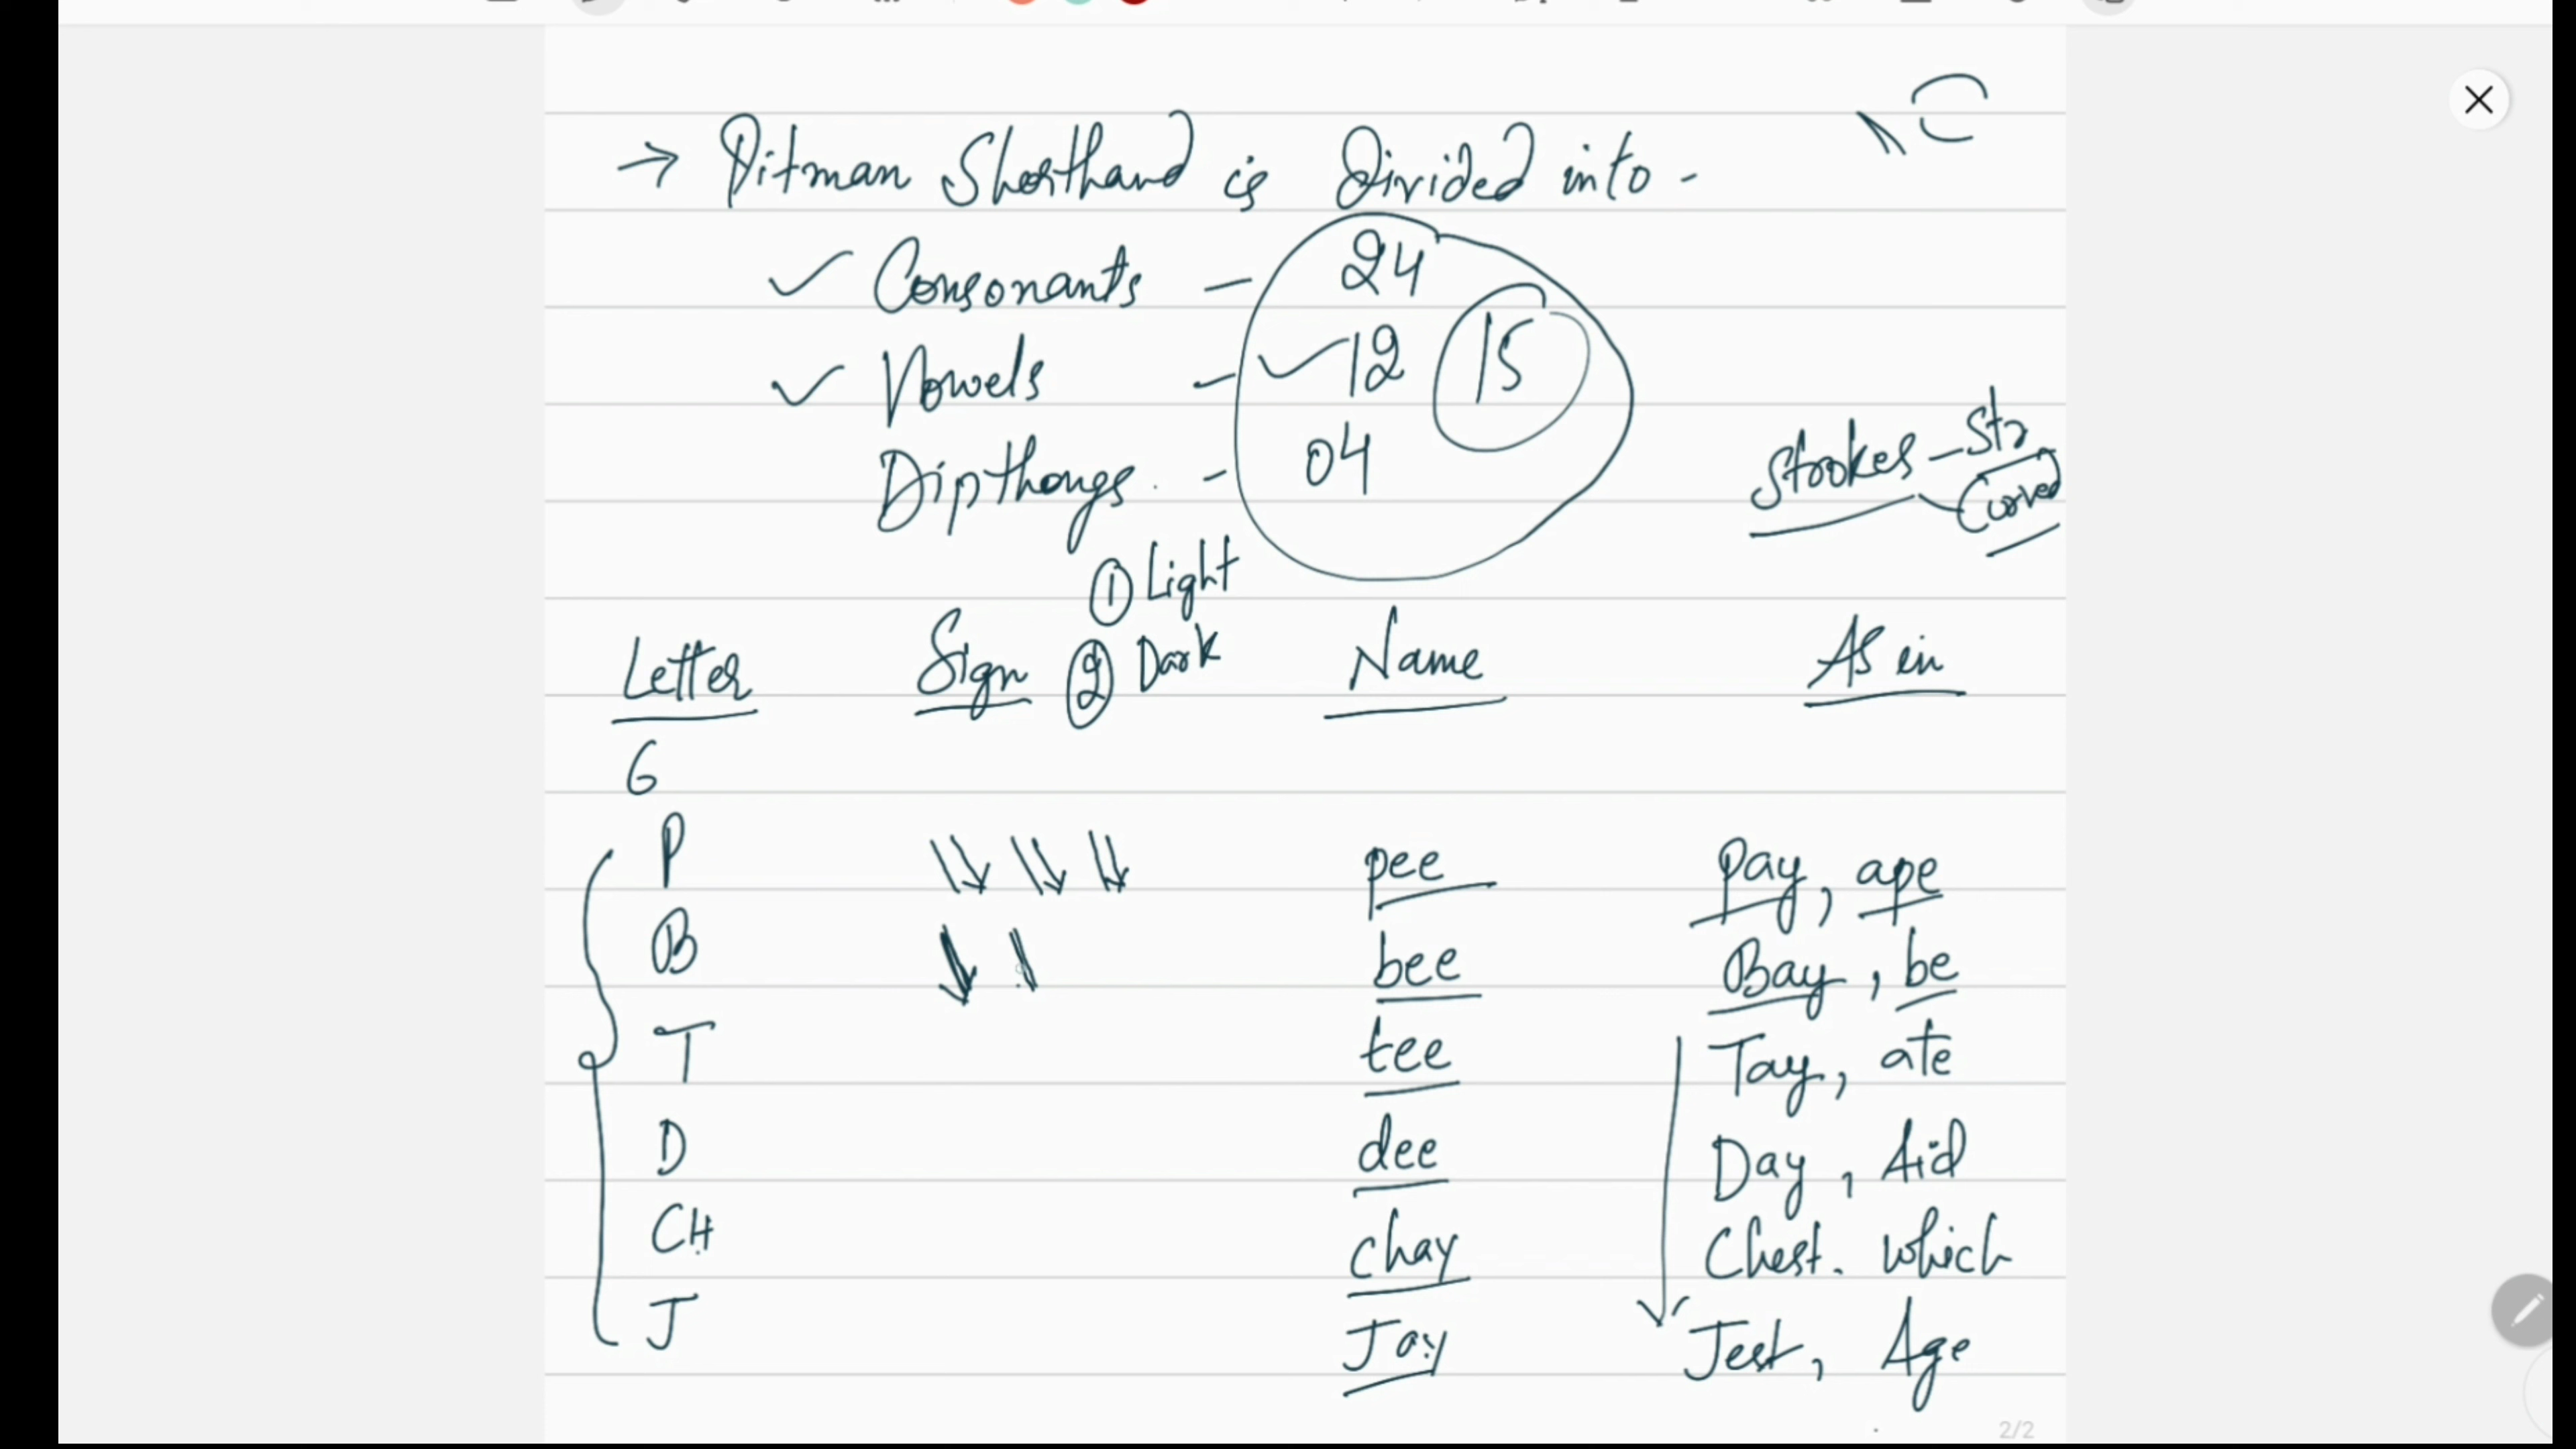 → Pitman Shorthand is Divided into -
✓ Consonants - 24
✓ Vowels - ✓ 12 15
Dipthongs. - 04
Strokes - Str
Curved
① Light
Letter Sign ② Dark Name As in
6
P pee Pay, ape
B bee Bay, be
T tee Tay, ate
D dee Day, Aid
CH chay Chest. which
J Jay Jest, Age
2/2